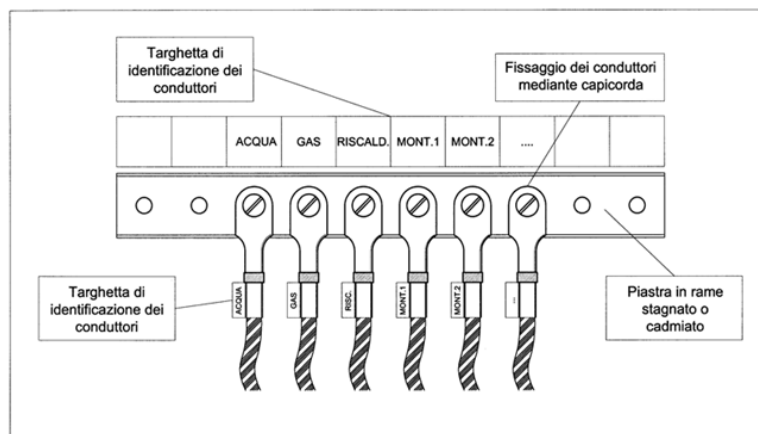 Targhetta di
identificazione dei
conduttori
Fissaggio dei conduttori
mediante capicorda
ACQUA GAS RISCALD. MONT.1 MONT.2 ....
Targhetta di
identificazione dei
conduttori
ACQUA
GAS
RISC.
MONT.1
MONT.2
...
Piastra in rame
stagnato o
cadmiato